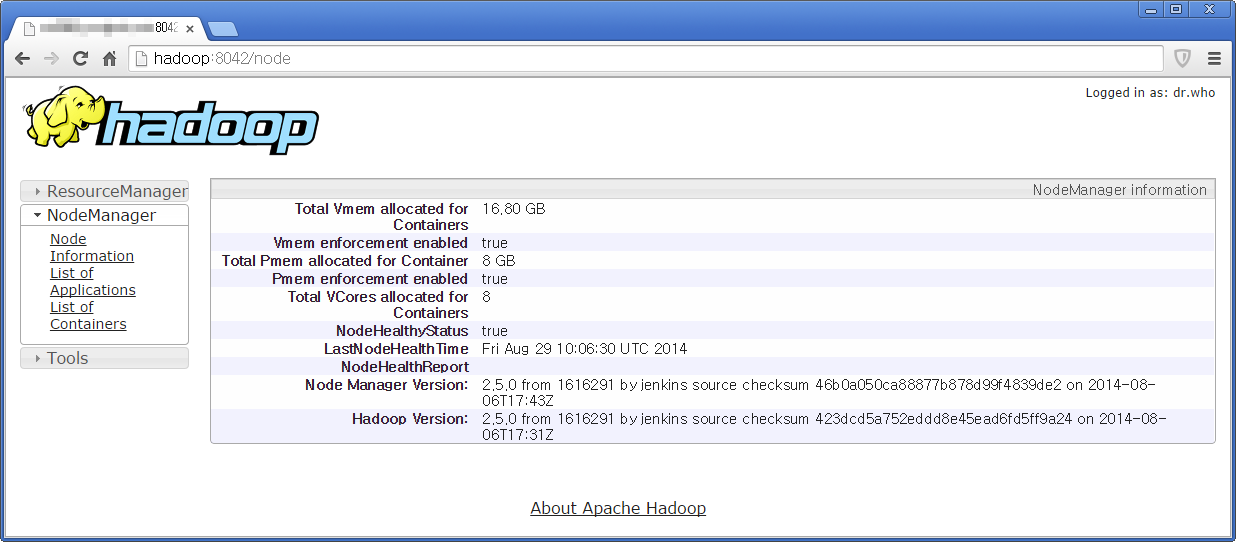 8042
hadoop:8042/node
Logged in as: dr.who
hadoop
ResourceManager
NodeManager
Node
Information
List of
Applications
List of
Containers
Tools
NodeManager information
Total Vmem allocated for
Containers
16.80 GB
Vmem enforcement enabled
true
Total Pmem allocated for Container
8 GB
Pmem enforcement enabled
true
Total VCores allocated for
Containers
8
NodeHealthyStatus
true
LastNodeHealthTime
Fri Aug 29 10:06:30 UTC 2014
NodeHealthReport
Node Manager Version:
2.5.0 from 1616291 by jenkins source checksum 46b0a050ca88877b878d99f4839de2 on 2014-08-
06T17:43Z
Hadoop Version:
2.5.0 from 1616291 by jenkins source checksum 423dcd5a752eddd8e45ead6fd5ff9a24 on 2014-08-
06T17:31Z
About Apache Hadoop